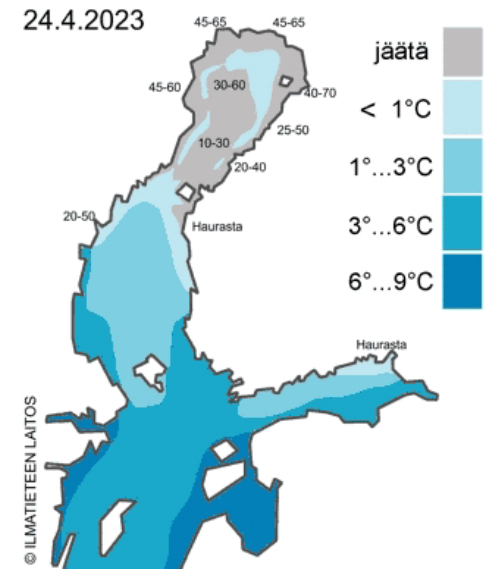 24.4.2023
45-65
45-65
jäätä
45-60
30-60
40-70
< 1°C
25-50
10-30
20-40
1°...3°C
20-50
Haurasta
3°...6°C
6°...9°C
Haurasta
© ILMATIETEEN LAITOS